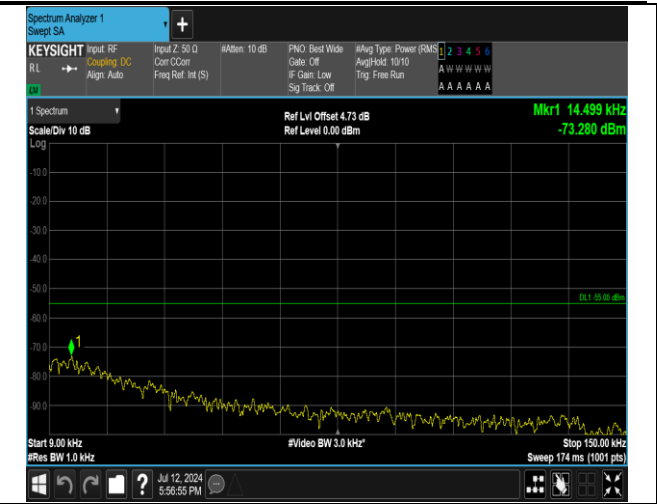 Spectrum Analyzer 1
Swept SA
+
KEYSIGHT
RL
Input: RF
Coupling: DC
Align: Auto
Input Z: 50 Ω
Corr CCorr
Freq Ref: Int (S)
#Atten: 10 dB
PNO: Best Wide
Gate: Off
IF Gain: Low
Sig Track: Off
#Avg Type: Power (RMS
Avg|Hold: 10/10
Trig: Free Run
1 2 3 4 5 6
A W W W W W
A A A A A A
1 Spectrum
Scale/Div 10 dB
Log
Ref Lvl Offset 4.73 dB
Ref Level 0.00 dBm
Mkr1 14.499 kHz
-73.280 dBm
-10.0
-20.0
-30.0
-40.0
-50.0
DL1 -55.00 dBm
-60.0
-70.0
1
-80.0
-90.0
Start 9.00 kHz
#Video BW 3.0 kHz*
Stop 150.00 kHz
#Res BW 1.0 kHz
Sweep 174 ms (1001 pts)
?
Jul 12, 2024
5:56:55 PM